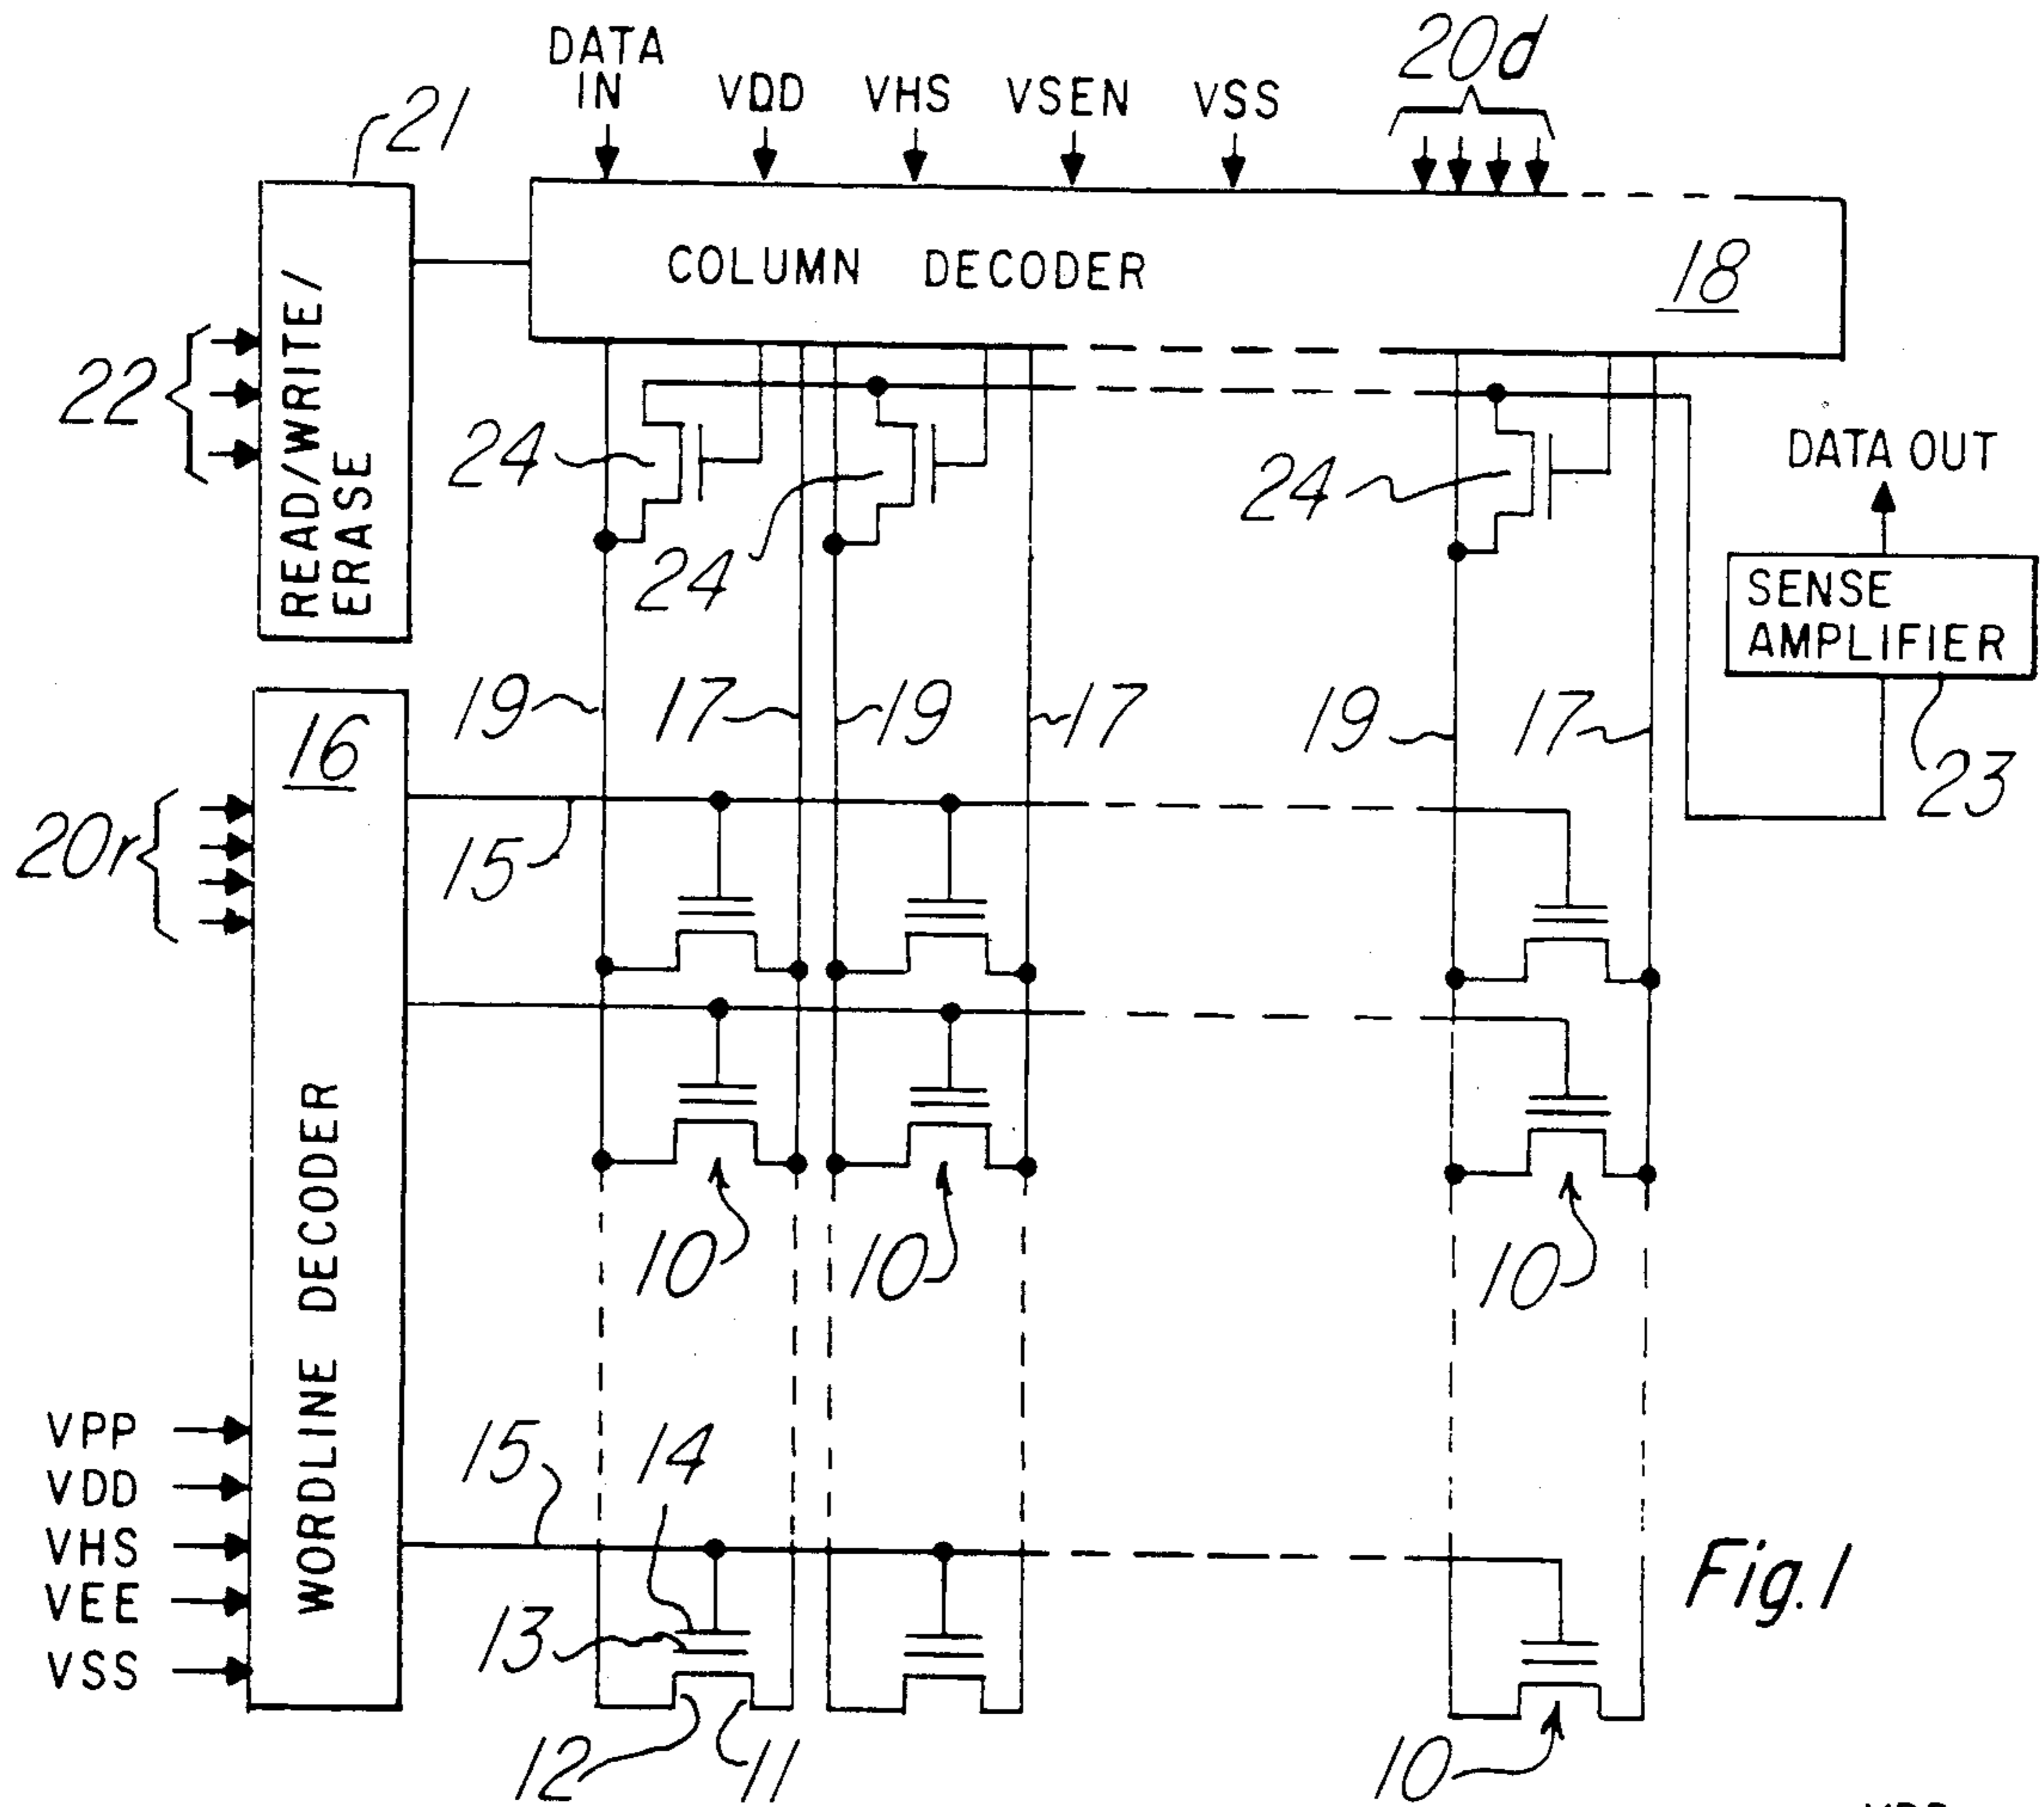 DATA
IN
VDD
VHS
VSEN
VSS
20d
21
COLUMN DECODER
18
READ/WRITE/
ERASE
22
24
24
24
DATA OUT
SENSE
AMPLIFIER
23
19
17
19
17
19
17
16
20r
15
WORDLINE DECODER
10
10
10
VPP
VDD
VHS
VEE
VSS
15
14
13
12
11
10
Fig.1